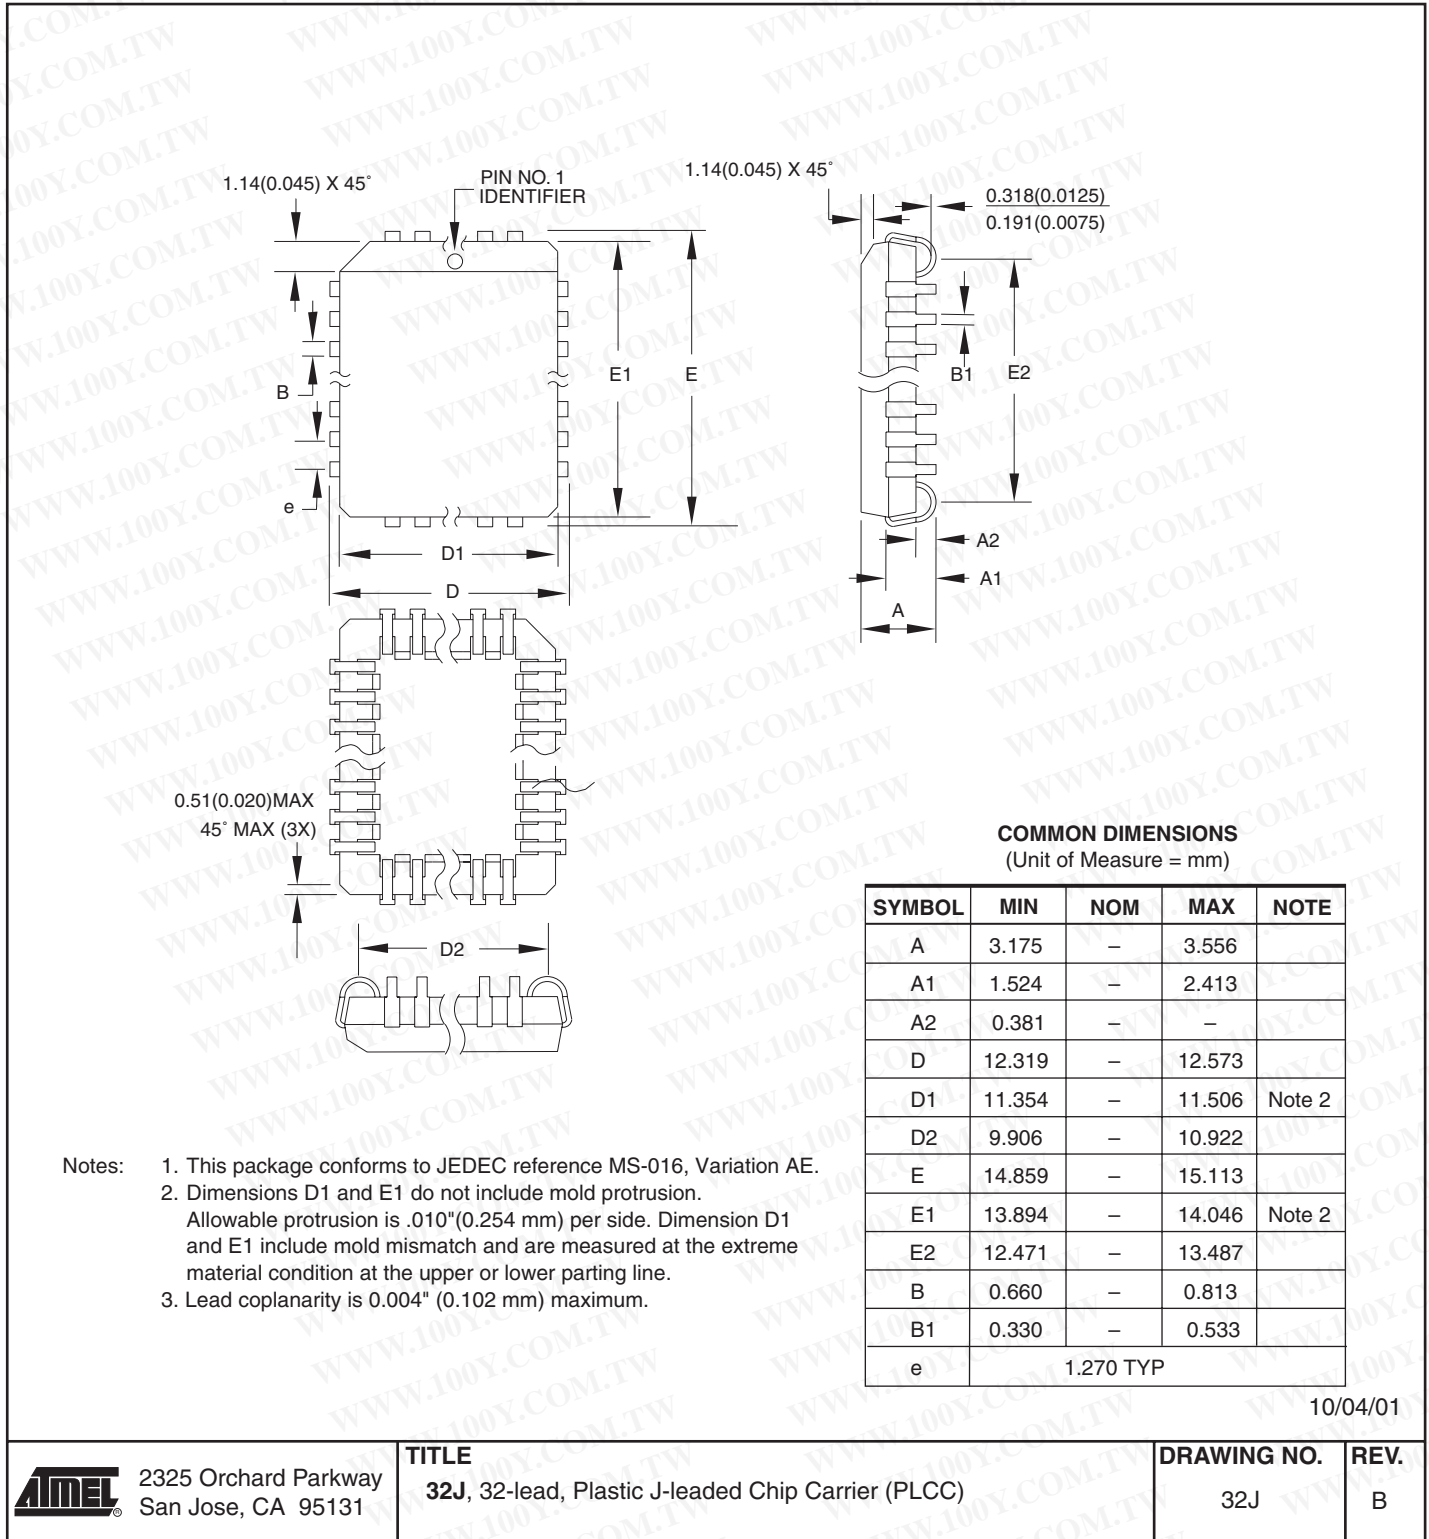 1.14(0.045) X 45˚
PIN NO. 1
IDENTIFIER
1.14(0.045) X 45˚
0.318(0.0125)
0.191(0.0075)
E1
E
B
e
B1
E2
D1
D
A2
A1
A
0.51(0.020)MAX
45˚ MAX (3X)
D2
COMMON DIMENSIONS
(Unit of Measure = mm)
SYMBOL MIN NOM MAX NOTE
A 3.175 – 3.556
A1 1.524 – 2.413
A2 0.381 – –
D 12.319 – 12.573
D1 11.354 – 11.506 Note 2
D2 9.906 – 10.922
E 14.859 – 15.113
E1 13.894 – 14.046 Note 2
E2 12.471 – 13.487
B 0.660 – 0.813
B1 0.330 – 0.533
e 1.270 TYP
Notes: 1. This package conforms to JEDEC reference MS-016, Variation AE.
2. Dimensions D1 and E1 do not include mold protrusion.
Allowable protrusion is .010"(0.254 mm) per side. Dimension D1
and E1 include mold mismatch and are measured at the extreme
material condition at the upper or lower parting line.
3. Lead coplanarity is 0.004" (0.102 mm) maximum.
10/04/01
ATMEL ®
2325 Orchard Parkway
San Jose, CA 95131
TITLE
32J, 32-lead, Plastic J-leaded Chip Carrier (PLCC)
DRAWING NO.
32J
REV.
B
WWW.100Y.COM.TW